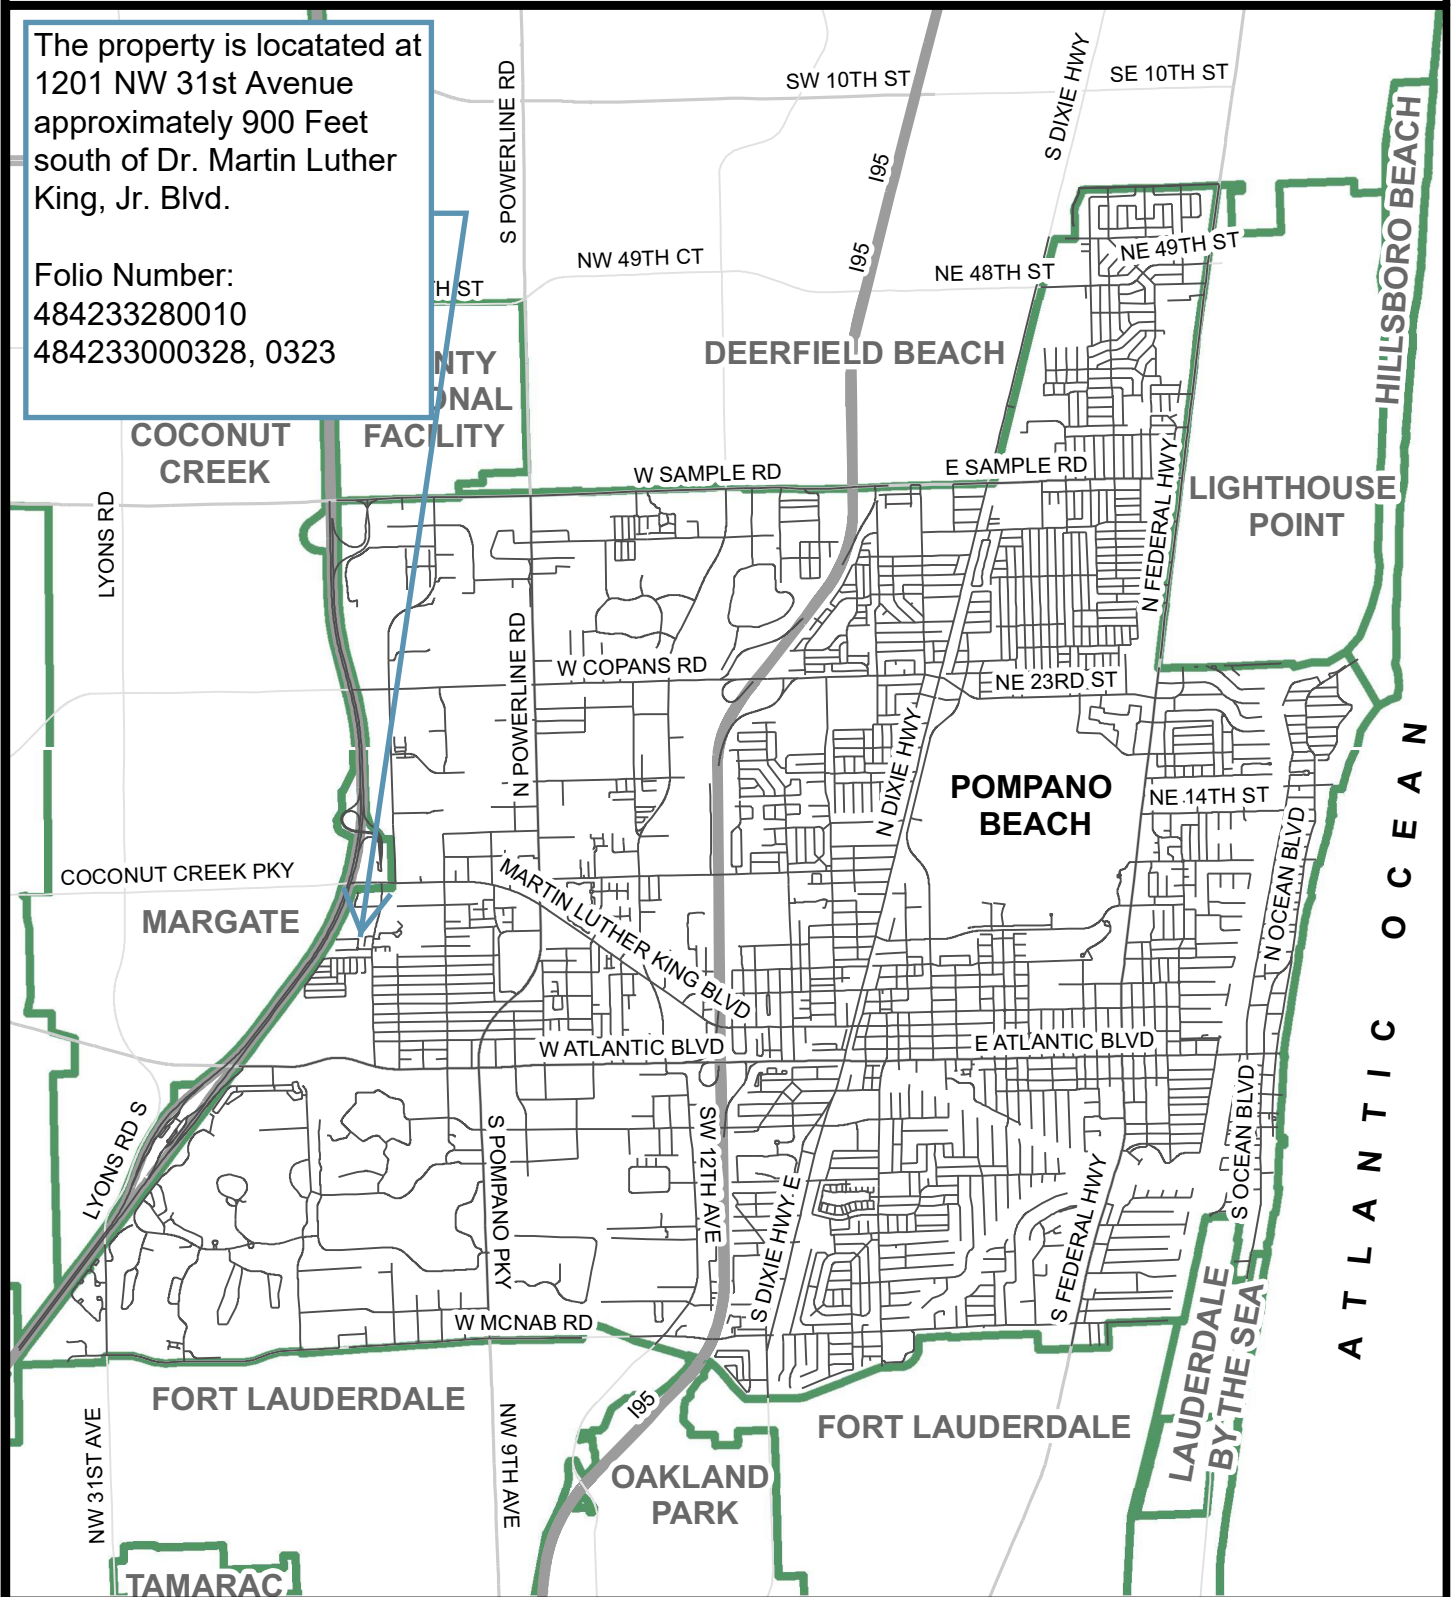 The property is locatated at
1201 NW 31st Avenue
approximately 900 Feet
south of Dr. Martin Luther
King, Jr. Blvd.
Folio Number:
484233280010
484233000328, 0323
S POWERLINE RD
SW 10TH ST
SE 10TH ST
S DIXIE HWY
I95
I95
HILLSBORO BEACH
NW 49TH CT
NE 48TH ST
NE 49TH ST
TH ST
NTY
ONAL
FACILITY
DEERFIELD BEACH
COCONUT
CREEK
W SAMPLE RD
E SAMPLE RD
N FEDERAL HWY
LIGHTHOUSE
POINT
LYONS RD
N POWERLINE RD
W COPANS RD
NE 23RD ST
N DIXIE HWY
POMPANO
BEACH
NE 14TH ST
N OCEAN BLVD
ATLANTIC OCEAN
COCONUT CREEK PKY
MARGATE
MARTIN LUTHER KING BLVD
W ATLANTIC BLVD
E ATLANTIC BLVD
LYONS RD S
S POMPANO PKY
SW 12TH AVE
S DIXIE HWY E
S FEDERAL HWY
S OCEAN BLVD
W MCNAB RD
LAUDERDALE
BY THE SEA
FORT LAUDERDALE
FORT LAUDERDALE
NW 31ST AVE
NW 9TH AVE
I95
OAKLAND
PARK
TAMARAC